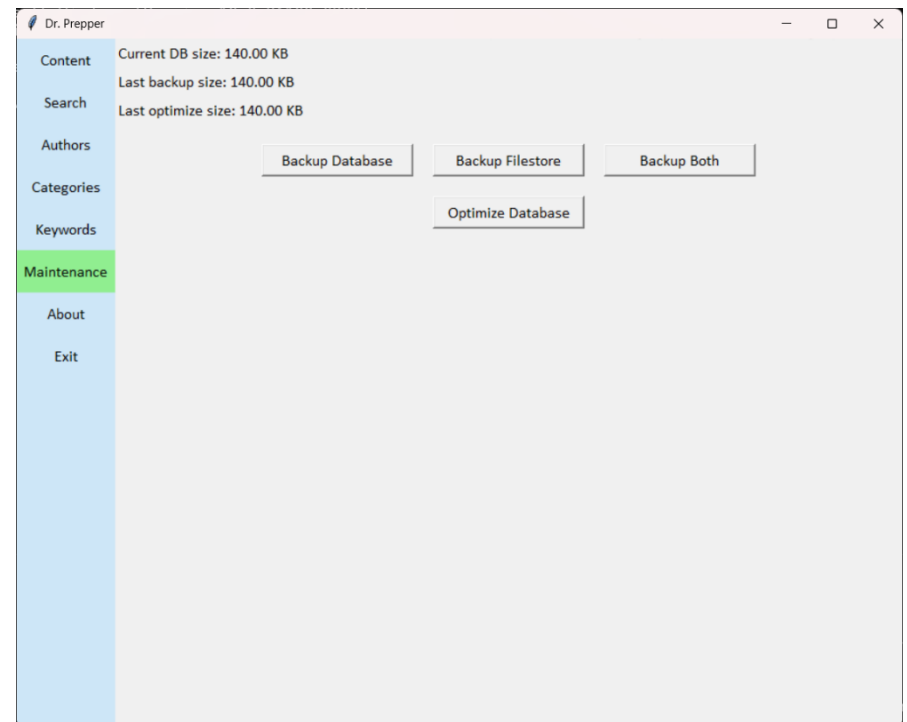 Dr. Prepper
Content
Search
Authors
Categories
Keywords
Maintenance
About
Exit
Current DB size: 140.00 KB
Last backup size: 140.00 KB
Last optimize size: 140.00 KB
Backup Database Backup Filestore Backup Both
Optimize Database